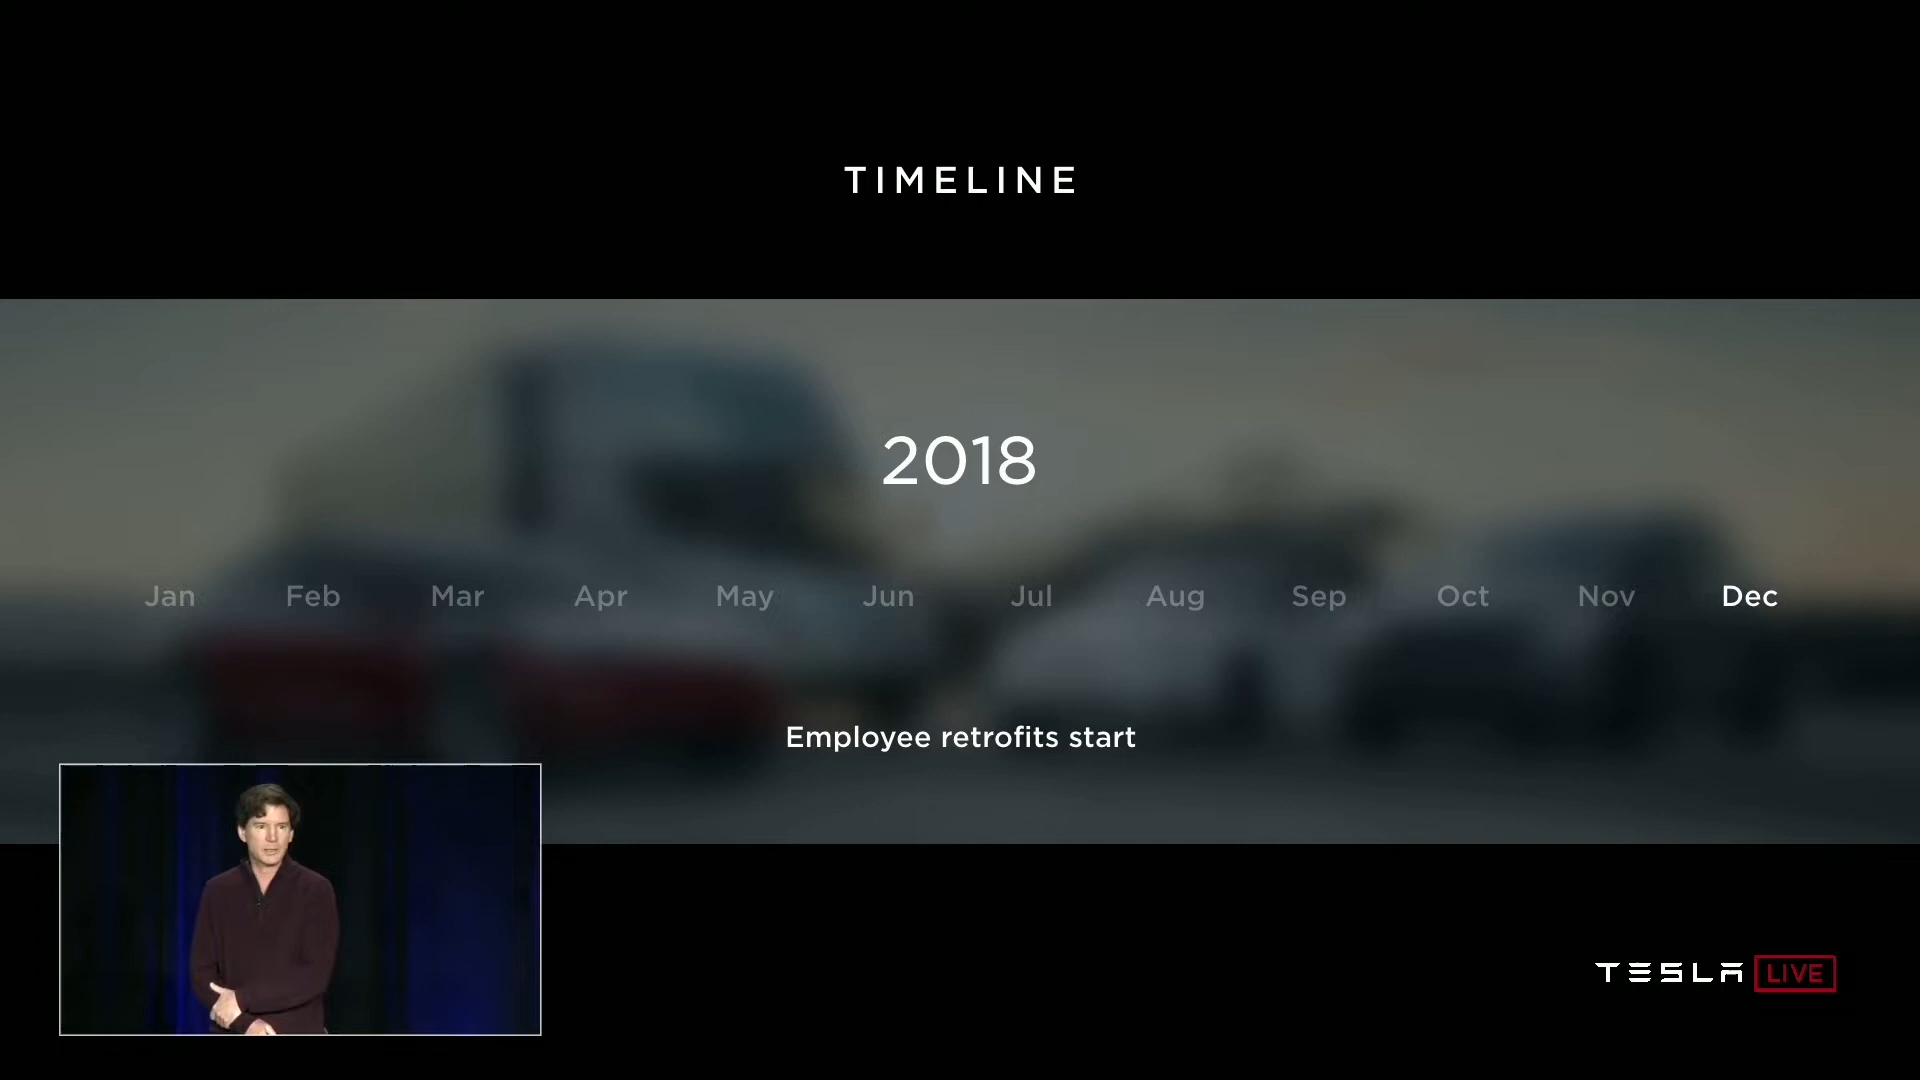 TIMELINE
2018
Jan Feb Mar Apr May Jun Jul Aug Sep Oct Nov Dec
Employee retrofits start
TESLA LIVE